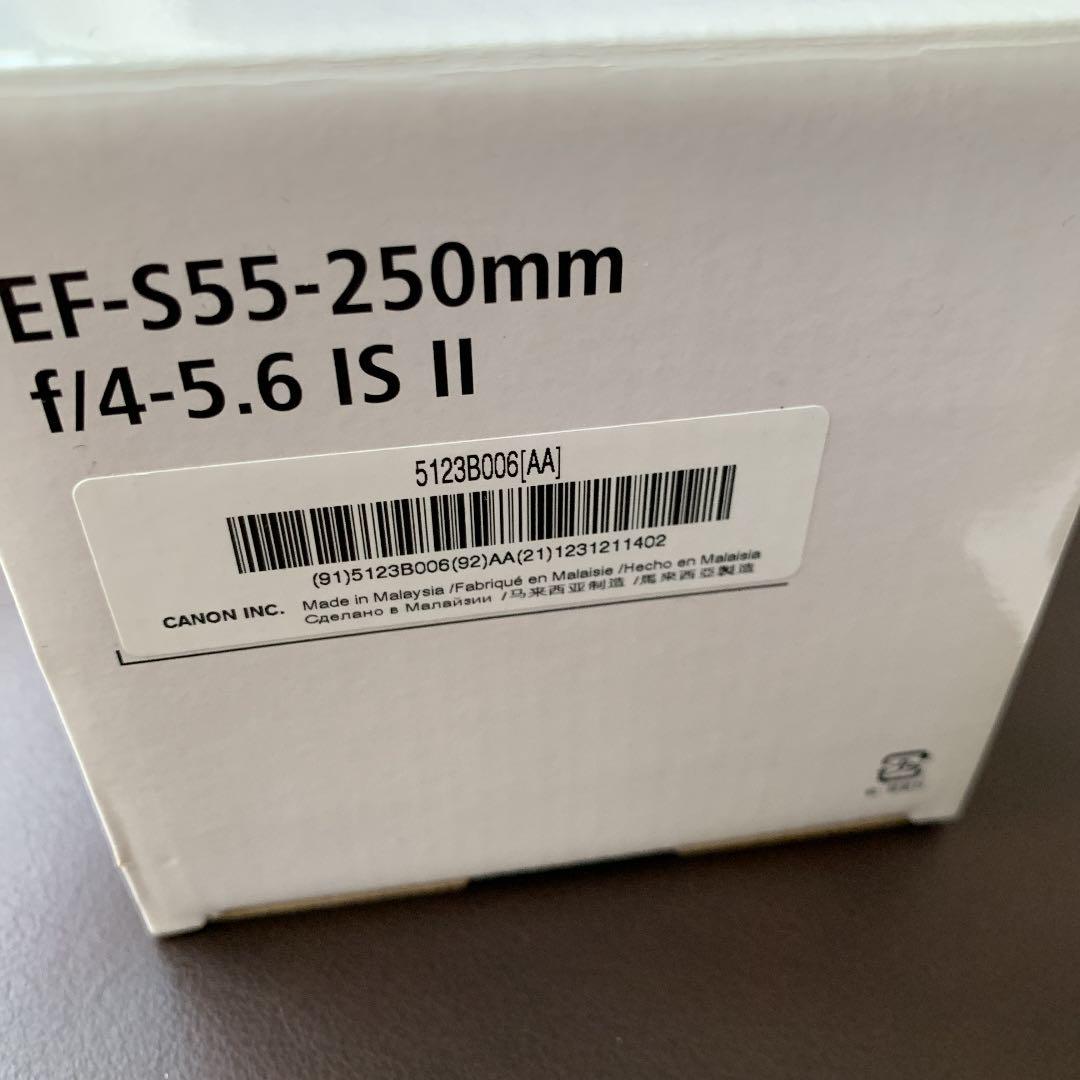 EF-S55-250mm
f/4-5.6 IS II
5123B006[AA]
(91)5123B006(92)AA(21)1231211402
CANON INC.
Made in Malaysia /Fabriqué en Malaisie /Hecho en Malaisia
Сделано в Малайзии /马来西亚制造 /馬來西亞製造